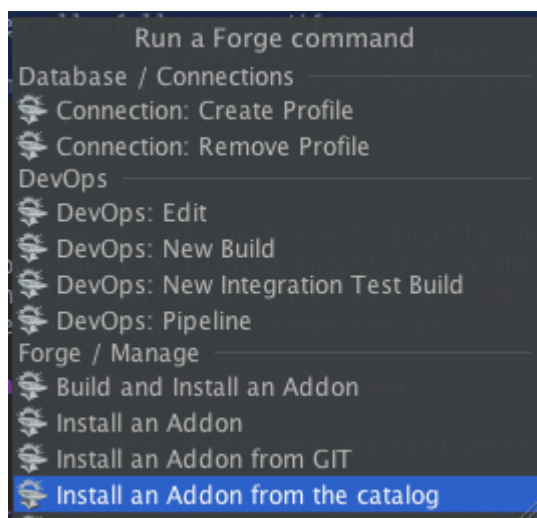 Run a Forge command
Database / Connections
Connection: Create Profile
Connection: Remove Profile
DevOps
DevOps: Edit
DevOps: New Build
DevOps: New Integration Test Build
DevOps: Pipeline
Forge / Manage
Build and Install an Addon
Install an Addon
Install an Addon from GIT
Install an Addon from the catalog